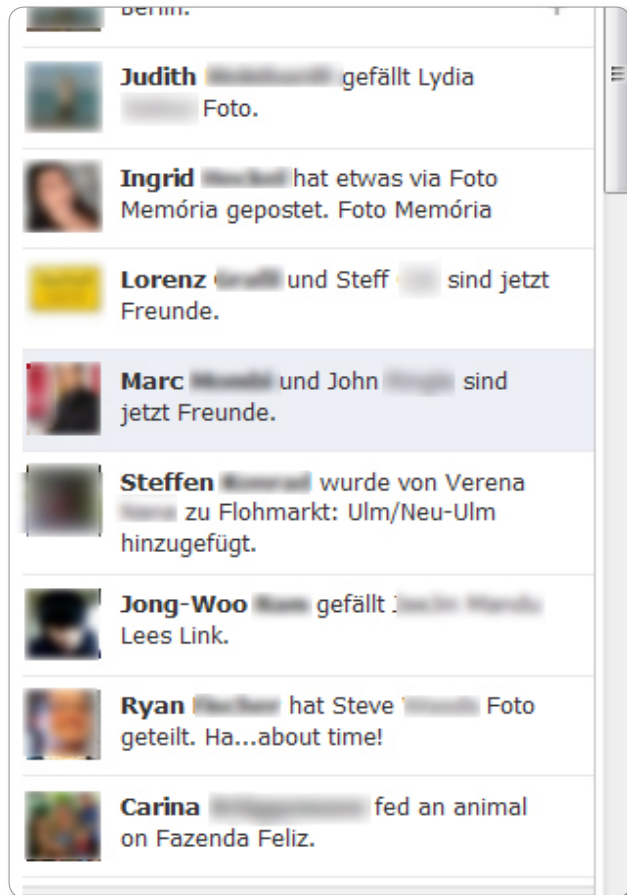 Berlin.
Judith gefällt Lydia
Foto.
Ingrid hat etwas via Foto
Memória gepostet. Foto Memória
Lorenz und Steff sind jetzt
Freunde.
Marc und John sind
jetzt Freunde.
Steffen wurde von Verena
zu Flohmarkt: Ulm/Neu-Ulm
hinzugefügt.
Jong-Woo gefällt
Lees Link.
Ryan hat Steve Foto
geteilt. Ha...about time!
Carina fed an animal
on Fazenda Feliz.